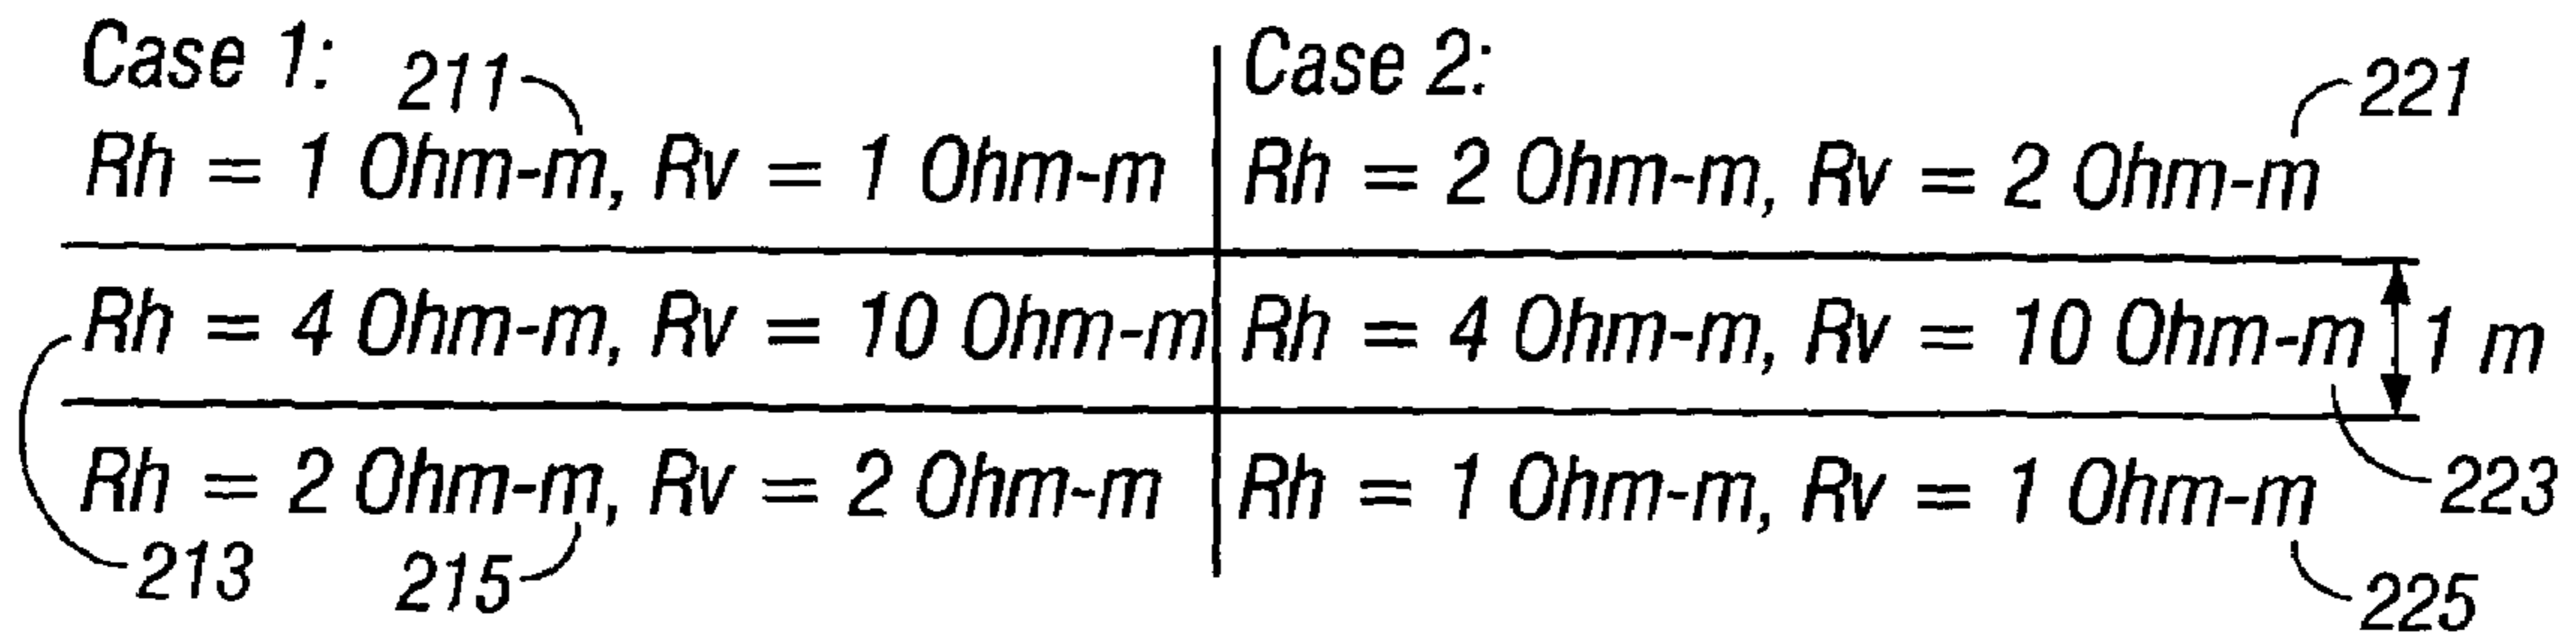 Case 1:
211
Rh = 1 Ohm-m, Rv = 1 Ohm-m
Rh = 4 Ohm-m, Rv = 10 Ohm-m
Rh = 2 Ohm-m, Rv = 2 Ohm-m
213
215
Case 2:
221
Rh = 2 Ohm-m, Rv = 2 Ohm-m
Rh = 4 Ohm-m, Rv = 10 Ohm-m
1 m
Rh = 1 Ohm-m, Rv = 1 Ohm-m
223
225